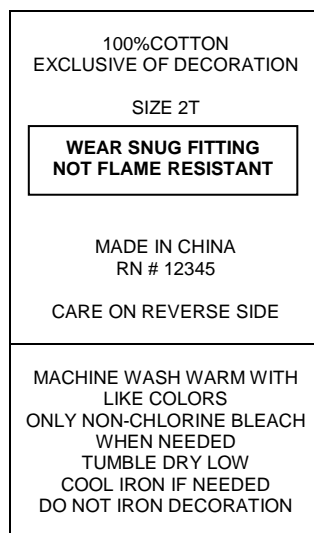 100%COTTON
EXCLUSIVE OF DECORATION
SIZE 2T
WEAR SNUG FITTING
NOT FLAME RESISTANT
MADE IN CHINA
RN # 12345
CARE ON REVERSE SIDE
MACHINE WASH WARM WITH
LIKE COLORS
ONLY NON-CHLORINE BLEACH
WHEN NEEDED
TUMBLE DRY LOW
COOL IRON IF NEEDED
DO NOT IRON DECORATION